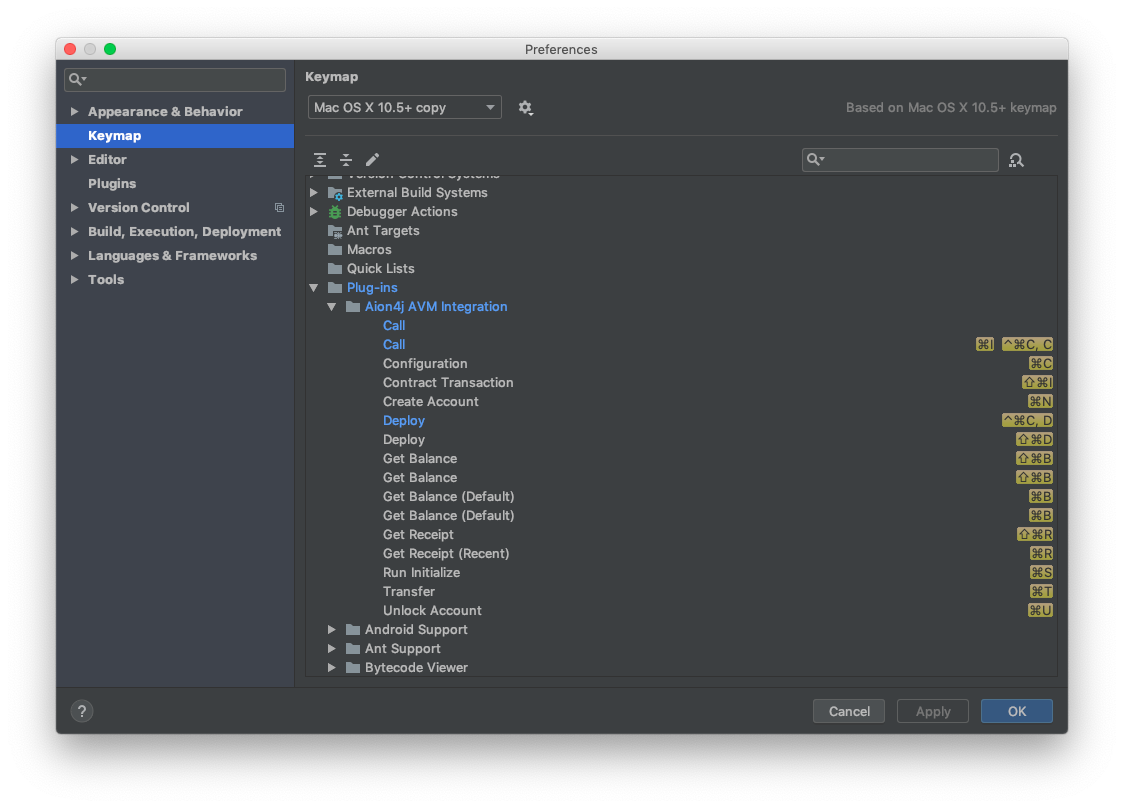 Preferences
Appearance & Behavior
Keymap
Editor
Plugins
Version Control
Build, Execution, Deployment
Languages & Frameworks
Tools
Keymap
Mac OS X 10.5+ copy
Based on Mac OS X 10.5+ keymap
Version Control Systems
External Build Systems
Debugger Actions
Ant Targets
Macros
Quick Lists
Plug-ins
Aion4j AVM Integration
Call
Call ⌘I ^⌘C, C
Configuration ⌘C
Contract Transaction ⇧⌘I
Create Account ⌘N
Deploy ^⌘C, D
Deploy ⇧⌘D
Get Balance ⇧⌘B
Get Balance ⇧⌘B
Get Balance (Default) ⌘B
Get Balance (Default) ⌘B
Get Receipt ⇧⌘R
Get Receipt (Recent) ⌘R
Run Initialize ⌘S
Transfer ⌘T
Unlock Account ⌘U
Android Support
Ant Support
Bytecode Viewer
? Cancel Apply OK